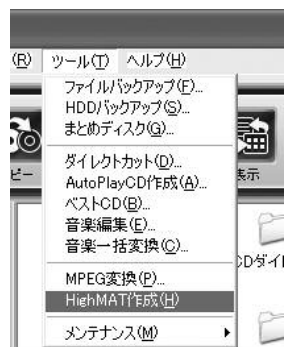 (R) ツール(T) ヘルプ(H)
ファイルバックアップ(F)...
HDDバックアップ(S)...
まとめディスク(G)...
ピー
表示
ダイレクトカット(D)...
AutoPlayCD作成(A)...
ベストCD(B)...
音楽編集(E)...
音楽一括変換(C)...
CDダイ
MPEG変換(P)...
HighMAT作成(H)
メンテナンス(M)